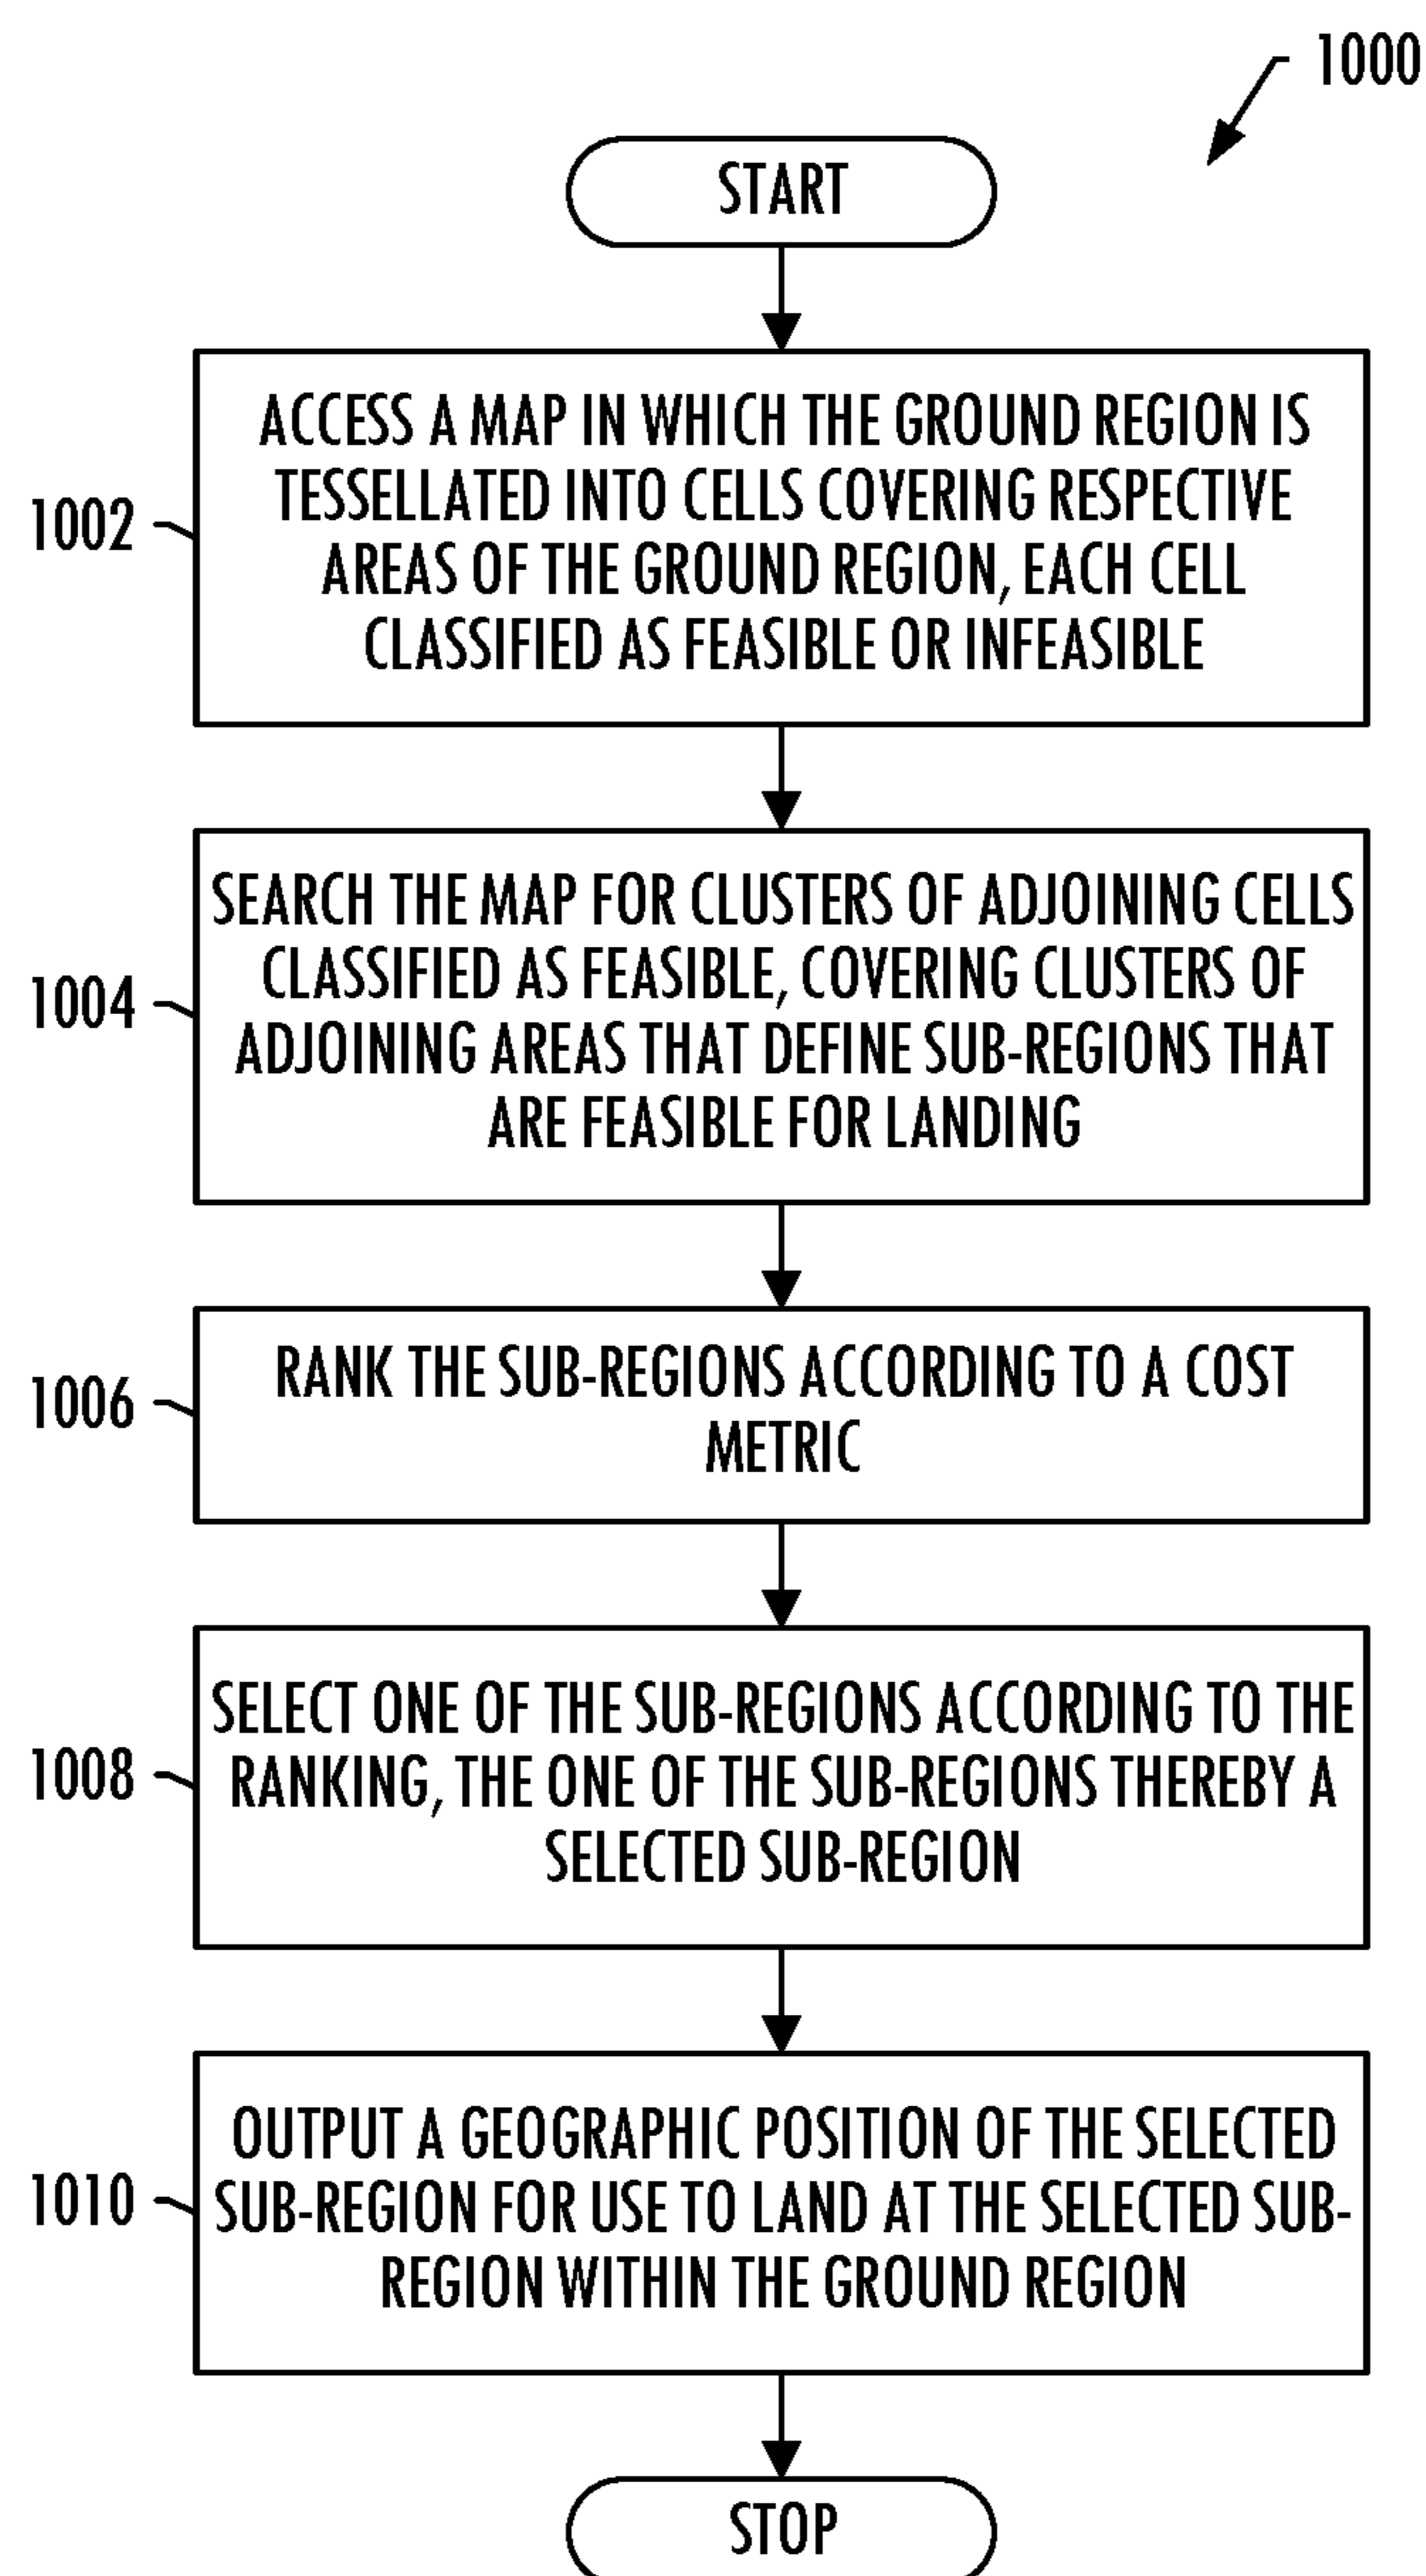 1000
START
1002
ACCESS A MAP IN WHICH THE GROUND REGION IS
TESSELLATED INTO CELLS COVERING RESPECTIVE
AREAS OF THE GROUND REGION, EACH CELL
CLASSIFIED AS FEASIBLE OR INFEASIBLE
1004
SEARCH THE MAP FOR CLUSTERS OF ADJOINING CELLS
CLASSIFIED AS FEASIBLE, COVERING CLUSTERS OF
ADJOINING AREAS THAT DEFINE SUB-REGIONS THAT
ARE FEASIBLE FOR LANDING
1006
RANK THE SUB-REGIONS ACCORDING TO A COST
METRIC
1008
SELECT ONE OF THE SUB-REGIONS ACCORDING TO THE
RANKING, THE ONE OF THE SUB-REGIONS THEREBY A
SELECTED SUB-REGION
1010
OUTPUT A GEOGRAPHIC POSITION OF THE SELECTED
SUB-REGION FOR USE TO LAND AT THE SELECTED SUB-
REGION WITHIN THE GROUND REGION
STOP